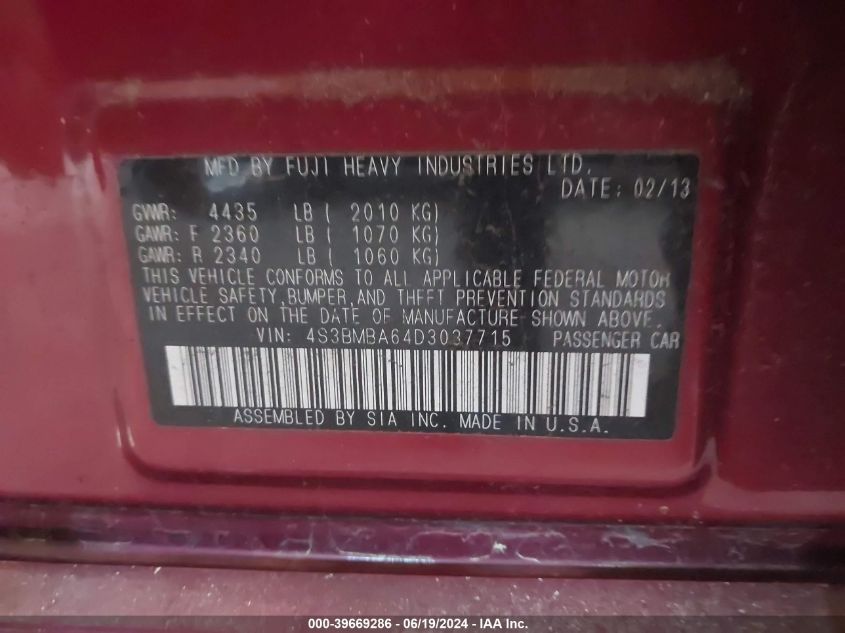 MFD BY FUJI HEAVY INDUSTRIES LTD.
DATE: 02/13
GVWR: 4435 LB ( 2010 KG)
GAWR: F 2360 LB ( 1070 KG)
GAWR: R 2340 LB ( 1060 KG)
THIS VEHICLE CONFORMS TO ALL APPLICABLE FEDERAL MOTOR
VEHICLE SAFETY,BUMPER,AND THEFT PREVENTION STANDARDS
IN EFFECT ON THE DATE OF MANUFACTURE SHOWN ABOVE.
VIN: 4S3BMBA64D3037715 PASSENGER CAR
ASSEMBLED BY SIA INC. MADE IN U.S.A.
000-39669286 - 06/19/2024 - IAA Inc.